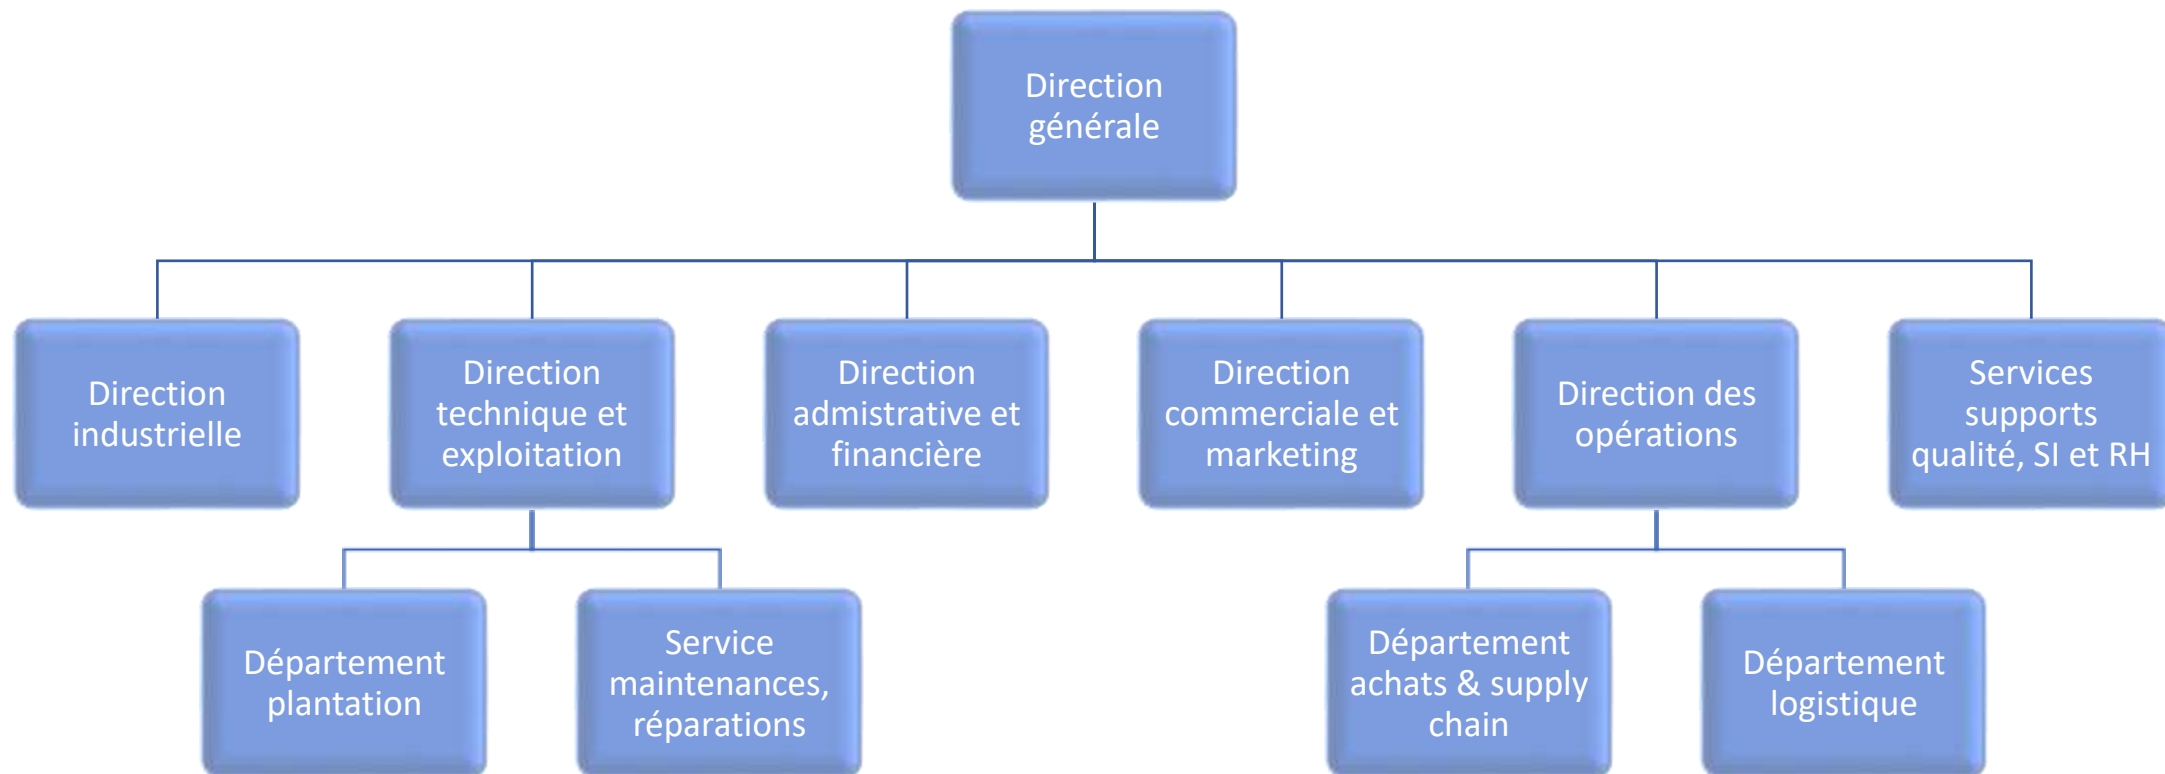 Direction
générale
Direction
industrielle
Direction
technique et
exploitation
Direction
admistrative et
financière
Direction
commerciale et
marketing
Direction des
opérations
Services
supports
qualité, SI et RH
Département
plantation
Service
maintenances,
réparations
Département
achats & supply
chain
Département
logistique